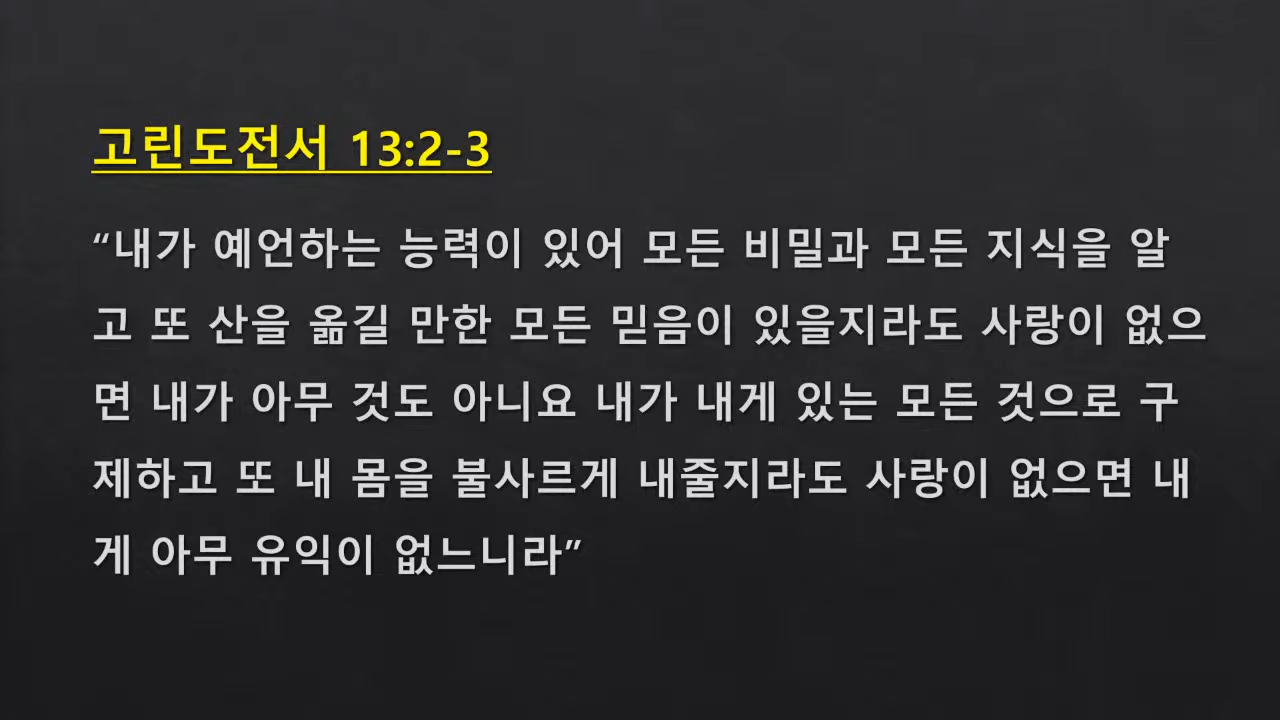 고린도전서 13:2-3
“내가 예언하는 능력이 있어 모든 비밀과 모든 지식을 알
고 또 산을 옮길 만한 모든 믿음이 있을지라도 사랑이 없으
면 내가 아무 것도 아니요 내가 내게 있는 모든 것으로 구
제하고 또 내 몸을 불사르게 내줄지라도 사랑이 없으면 내
게 아무 유익이 없느니라”